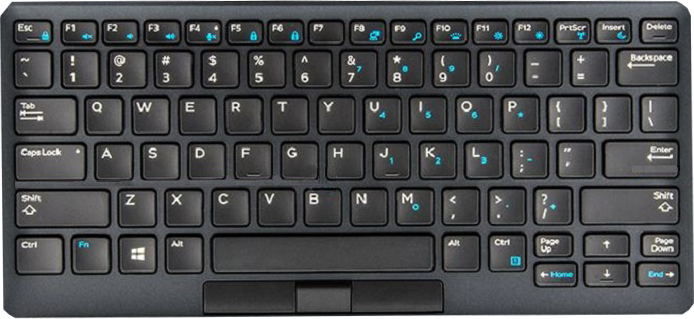 Esc F1 F2 F3 F4 F5 F6 F7 F8 F9 F10 F11 F12 PrtScr Insert Delete
~ ! @ # $ % ^ & * ( ) _ + Backspace
` 1 2 3 4 5 6 7 7 8 8 9 9 0 / - =
Tab Q W E R T Y U 4 I 5 O 6 P * { [ } ] | \
Caps Lock A S D F G H J 1 K 2 L 3 : ; - " ' Enter
Shift Z X C V B N M 0 < , > . . ? / + Shift
Ctrl Fn Alt Alt Ctrl Page Up ↑ Page Down
← Home ↓ End →